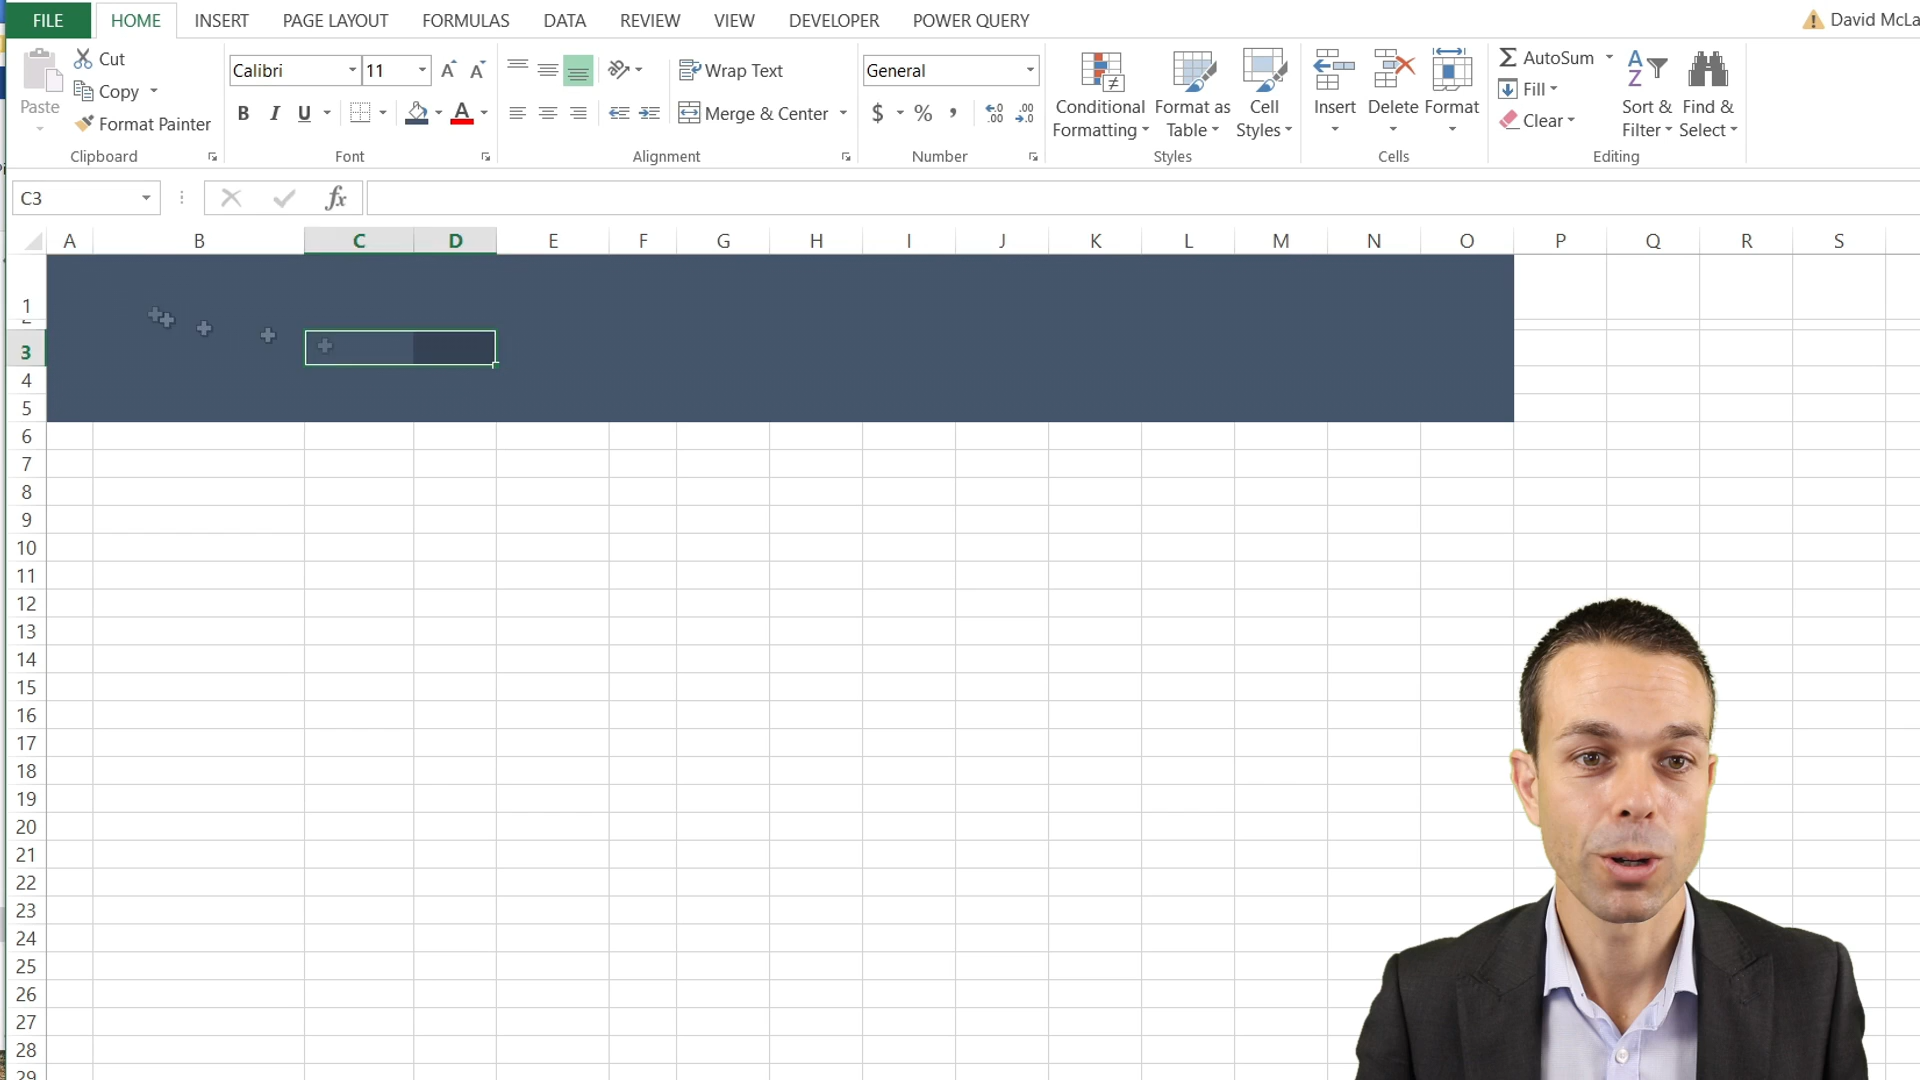 FILE HOME INSERT PAGE LAYOUT FORMULAS DATA REVIEW VIEW DEVELOPER POWER QUERY David McLa
Cut
Copy
Format Painter
Paste
Clipboard
Calibri 11
B I U A
Font
Wrap Text
Merge & Center
Alignment
General
$ % ,
Number
Conditional Formatting
Format as Table
Cell Styles
Styles
Insert Delete Format
Cells
AutoSum
Fill
Clear
Sort & Filter
Find & Select
Editing
C3 fx
A B C D E F G H I J K L M N O P Q R S
1
2
3
4
5
6
7
8
9
10
11
12
13
14
15
16
17
18
19
20
21
22
23
24
25
26
27
28
29